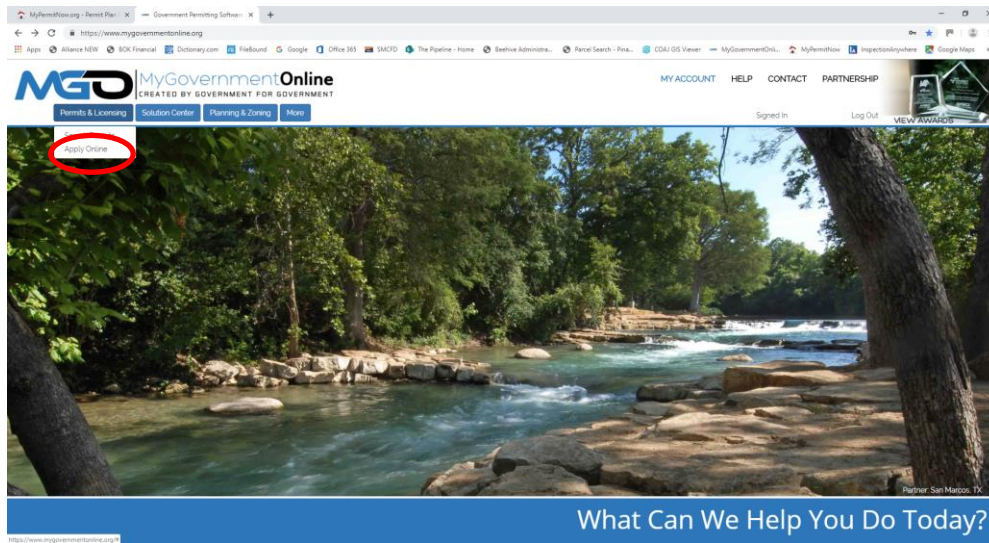 MyPermitNow.org - Permit Plan
Government Permitting Software
https://www.mygovernmentonline.org
Apps Alliance NEW BOK Financial Dictionary.com FileBound Google Office 365 SMCFD The Pipeline - Home Beehive Administra... Parcel Search - Pina... COAJ GIS Viewer MyGovernmentOnli... MyPermitNow InspectionAnywhere Google Maps
MGO MyGovernmentOnline
CREATED BY GOVERNMENT FOR GOVERNMENT
MY ACCOUNT HELP CONTACT PARTNERSHIP
Permits & Licensing Solution Center Planning & Zoning More
Signed In Log Out VIEW AWARDS
Apply Online
Partner: San Marcos, TX
What Can We Help You Do Today?
https://www.mygovernmentonline.org/#